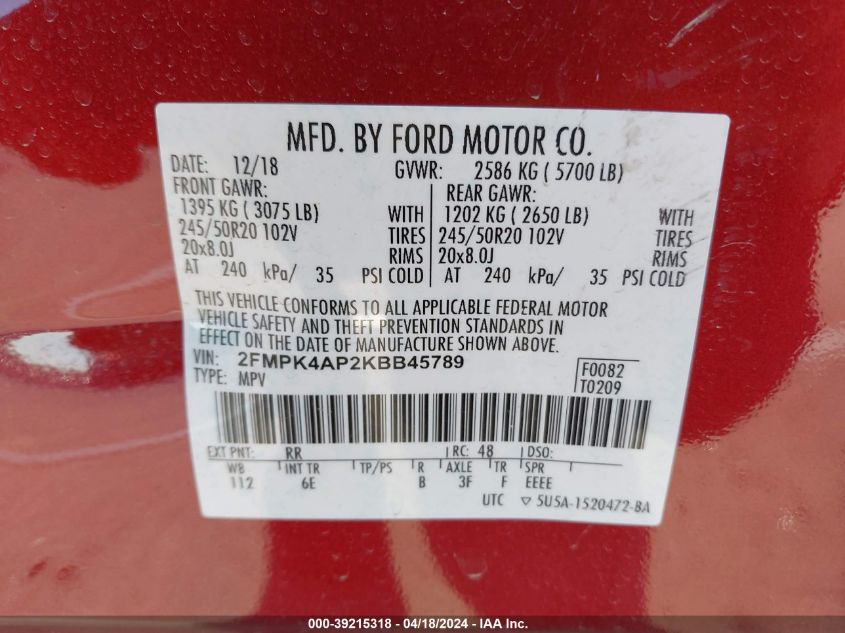 MFD. BY FORD MOTOR CO.
DATE: 12/18 GVWR: 2586 KG ( 5700 LB)
FRONT GAWR: REAR GAWR:
1395 KG ( 3075 LB) WITH 1202 KG ( 2650 LB) WITH
245/50R20 102V TIRES 245/50R20 102V TIRES
20x8.0J RIMS 20x8.0J RIMS
AT 240 kPa/ 35 PSI COLD AT 240 kPa/ 35 PSI COLD
THIS VEHICLE CONFORMS TO ALL APPLICABLE FEDERAL MOTOR
VEHICLE SAFETY AND THEFT PREVENTION STANDARDS IN
EFFECT ON THE DATE OF MANUFACTURE SHOWN ABOVE.
VIN: 2FMPK4AP2KBB45789 F0082
TYPE: MPV T0209
EXT PNT: RR RC: 48 DSO:
WB INT TR TP/PS R AXLE TR SPR
112 6E B 3F F EEEE
UTC ▽ 5U5A-1520472-BA
000-39215318 - 04/18/2024 - IAA Inc.